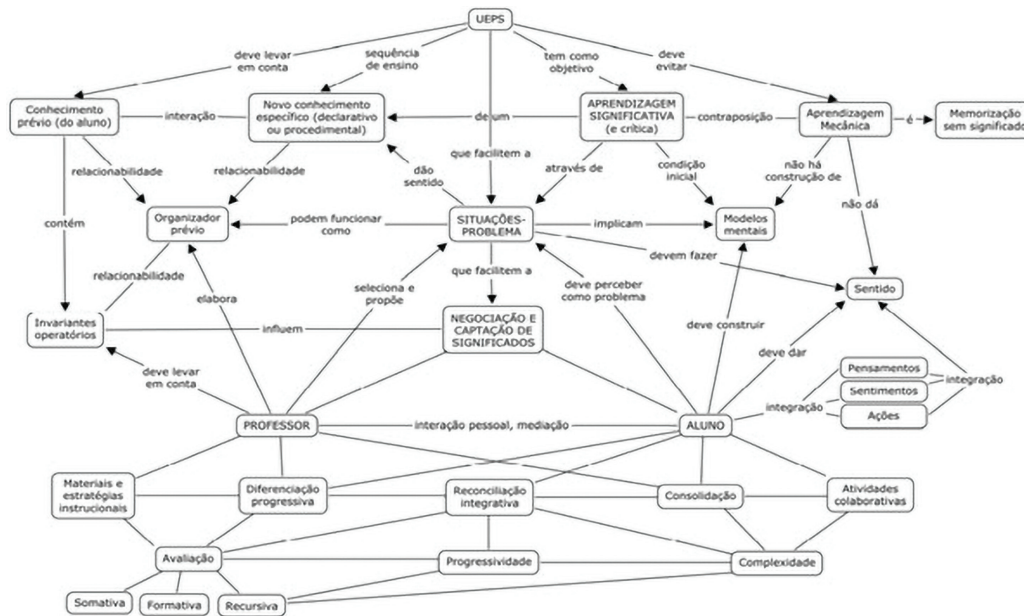 UEPS
deve levar
em conta
sequência
de ensino
tem como
objetivo
deve
evitar
Conhecimento
prévio (do aluno)
interação
Novo conhecimento
específico (declarativo
ou procedimental)
de um
APRENDIZAGEM
SIGNIFICATIVA
(e crítica)
contraposição
Aprendizagem
Mecânica
é
Memorização
sem significado
relacionabilidade
relacionabilidade
dão
sentido
que facilitem a
através de
condição
inicial
não há
construção de
não dá
contém
Organizador
prévio
podem funcionar
como
SITUAÇÕES-
PROBLEMA
implicam
Modelos
mentais
devem fazer
relacionabilidade
elabora
seleciona e
propõe
que facilitem a
deve perceber
como problema
Sentido
Invariantes
operatórios
influem
NEGOCIAÇÃO E
CAPTAÇÃO DE
SIGNIFICADOS
deve construir
deve dar
deve levar
em conta
Pensamentos
Sentimentos
Ações
integração
integração
PROFESSOR
interação pessoal, mediação
ALUNO
Materiais e
estratégias
instrucionais
Diferenciação
progressiva
Reconciliação
integrativa
Consolidação
Atividades
colaborativas
Avaliação
Progressividade
Complexidade
Somativa
Formativa
Recursiva